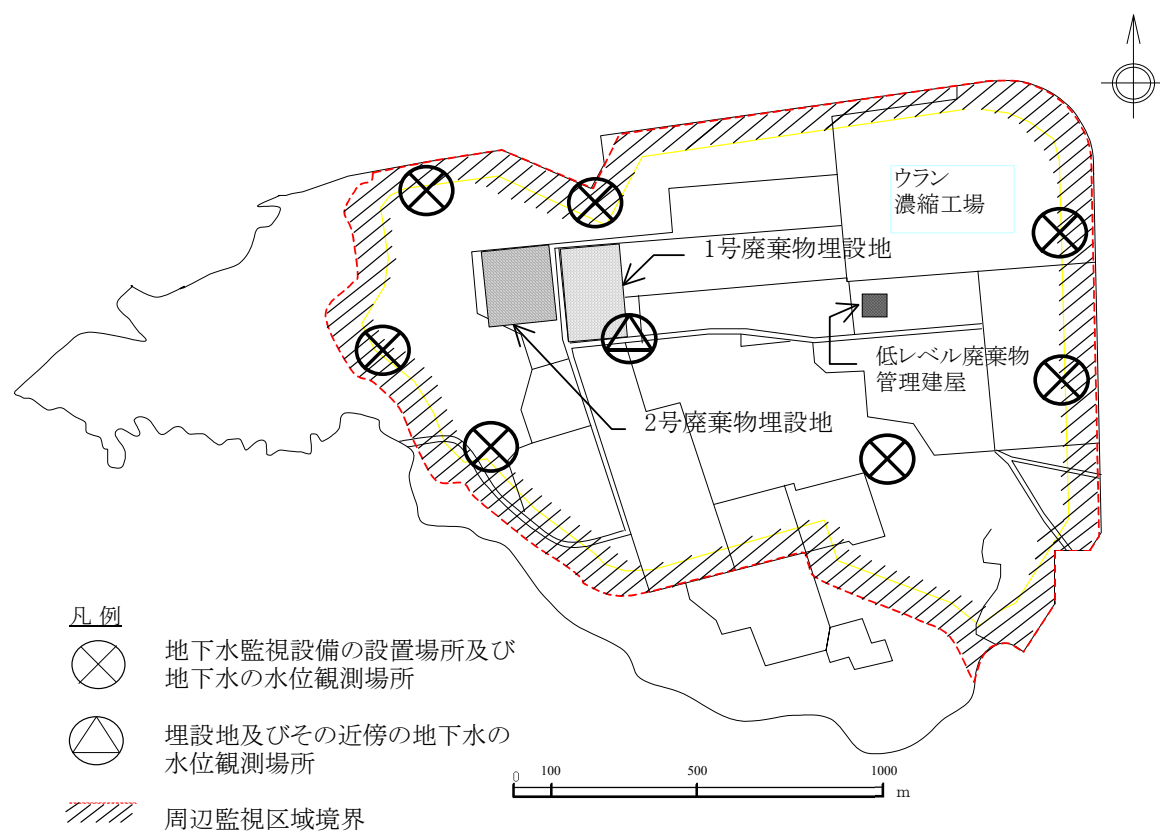 ウラン
濃縮工場
1号廃棄物埋設地
低レベル廃棄物
管理建屋
2号廃棄物埋設地
凡 例
地下水監視設備の設置場所及び
地下水の水位観測場所
埋設地及びその近傍の地下水の
水位観測場所
周辺監視区域境界
0 100 500 1000
m